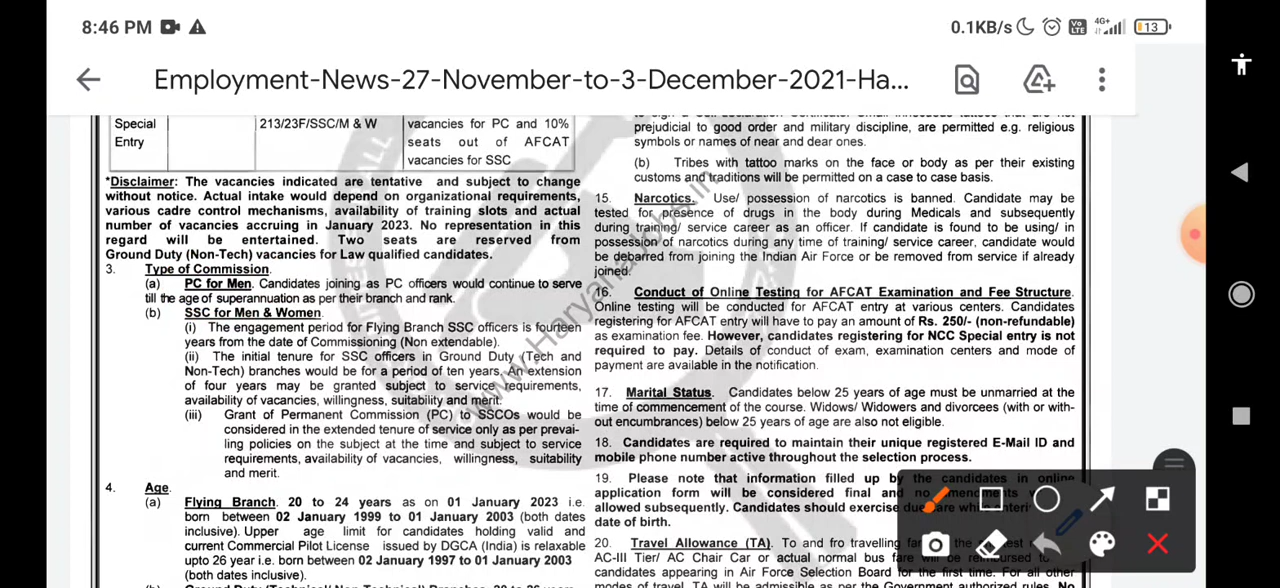 8:46 PM
0.1KB/s
Vo LTE
4G+
13
Employment-News-27-November-to-3-December-2021-Ha...
Special
Entry
213/23F/SSC/M & W
vacancies for PC and 10%
seats out of AFCAT
vacancies for SSC
*Disclaimer: The vacancies indicated are tentative and subject to change
without notice. Actual intake would depend on organizational requirements,
various cadre control mechanisms, availability of training slots and actual
number of vacancies accruing in January 2023. No representation in this
regard will be entertained. Two seats are reserved from
Ground Duty (Non-Tech) vacancies for Law qualified candidates.
3. Type of Commission.
(a) PC for Men. Candidates joining as PC officers would continue to serve
till the age of superannuation as per their branch and rank.
(b) SSC for Men & Women.
(i) The engagement period for Flying Branch SSC officers is fourteen
years from the date of Commissioning (Non extendable).
(ii) The initial tenure for SSC officers in Ground Duty (Tech and
Non-Tech) branches would be for a period of ten years. An extension
of four years may be granted subject to service requirements,
availability of vacancies, willingness, suitability and merit.
(iii) Grant of Permanent Commission (PC) to SSCOs would be
considered in the extended tenure of service only as per prevai-
ling policies on the subject at the time and subject to service
requirements, availability of vacancies, willingness, suitability
and merit.
4. Age.
(a) Flying Branch. 20 to 24 years as on 01 January 2023 i.e.
born between 02 January 1999 to 01 January 2003 (both dates
inclusive). Upper age limit for candidates holding valid and
current Commercial Pilot License issued by DGCA (India) is relaxable
upto 26 year i.e. born between 02 January 1997 to 01 January 2003
(both dates inclusive).
prejudicial to good order and military discipline, are permitted e.g. religious
symbols or names of near and dear ones.
(b) Tribes with tattoo marks on the face or body as per their existing
customs and traditions will be permitted on a case to case basis.
15. Narcotics. Use/ possession of narcotics is banned. Candidate may be
tested for presence of drugs in the body during Medicals and subsequently
during training/ service career as an officer. If candidate is found to be using/ in
possession of narcotics during any time of training/ service career, candidate would
be debarred from joining the Indian Air Force or be removed from service if already
joined.
16. Conduct of Online Testing for AFCAT Examination and Fee Structure.
Online testing will be conducted for AFCAT entry at various centers. Candidates
registering for AFCAT entry will have to pay an amount of Rs. 250/- (non-refundable)
as examination fee. However, candidates registering for NCC Special entry is not
required to pay. Details of conduct of exam, examination centers and mode of
payment are available in the notification.
17. Marital Status. Candidates below 25 years of age must be unmarried at the
time of commencement of the course. Widows/ Widowers and divorcees (with or with-
out encumbrances) below 25 years of age are also not eligible.
18. Candidates are required to maintain their unique registered E-Mail ID and
mobile phone number active throughout the selection process.
19. Please note that information filled up by the candidates in online
application form will be considered final and no
allowed subsequently. Candidates should exercise
date of birth.
20. Travel Allowance (TA). To and fro travelling
AC-III Tier/ AC Chair Car or actual normal bus
candidates appearing in Air Force Selection Board for the first time. For all other